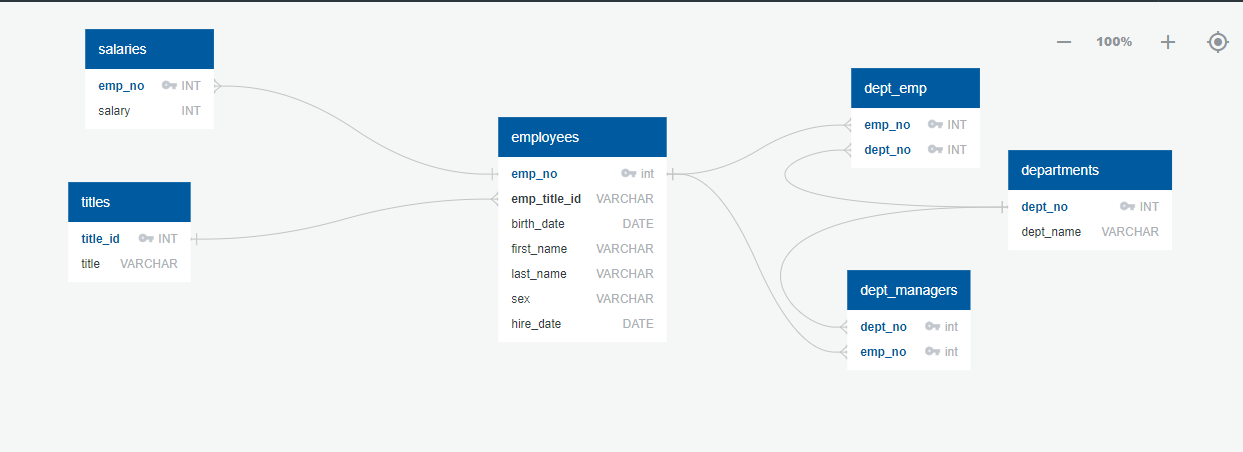 100%
salaries
emp_no INT
salary INT
titles
title_id INT
title VARCHAR
employees
emp_no int
emp_title_id VARCHAR
birth_date DATE
first_name VARCHAR
last_name VARCHAR
sex VARCHAR
hire_date DATE
dept_emp
emp_no INT
dept_no INT
departments
dept_no INT
dept_name VARCHAR
dept_managers
dept_no int
emp_no int